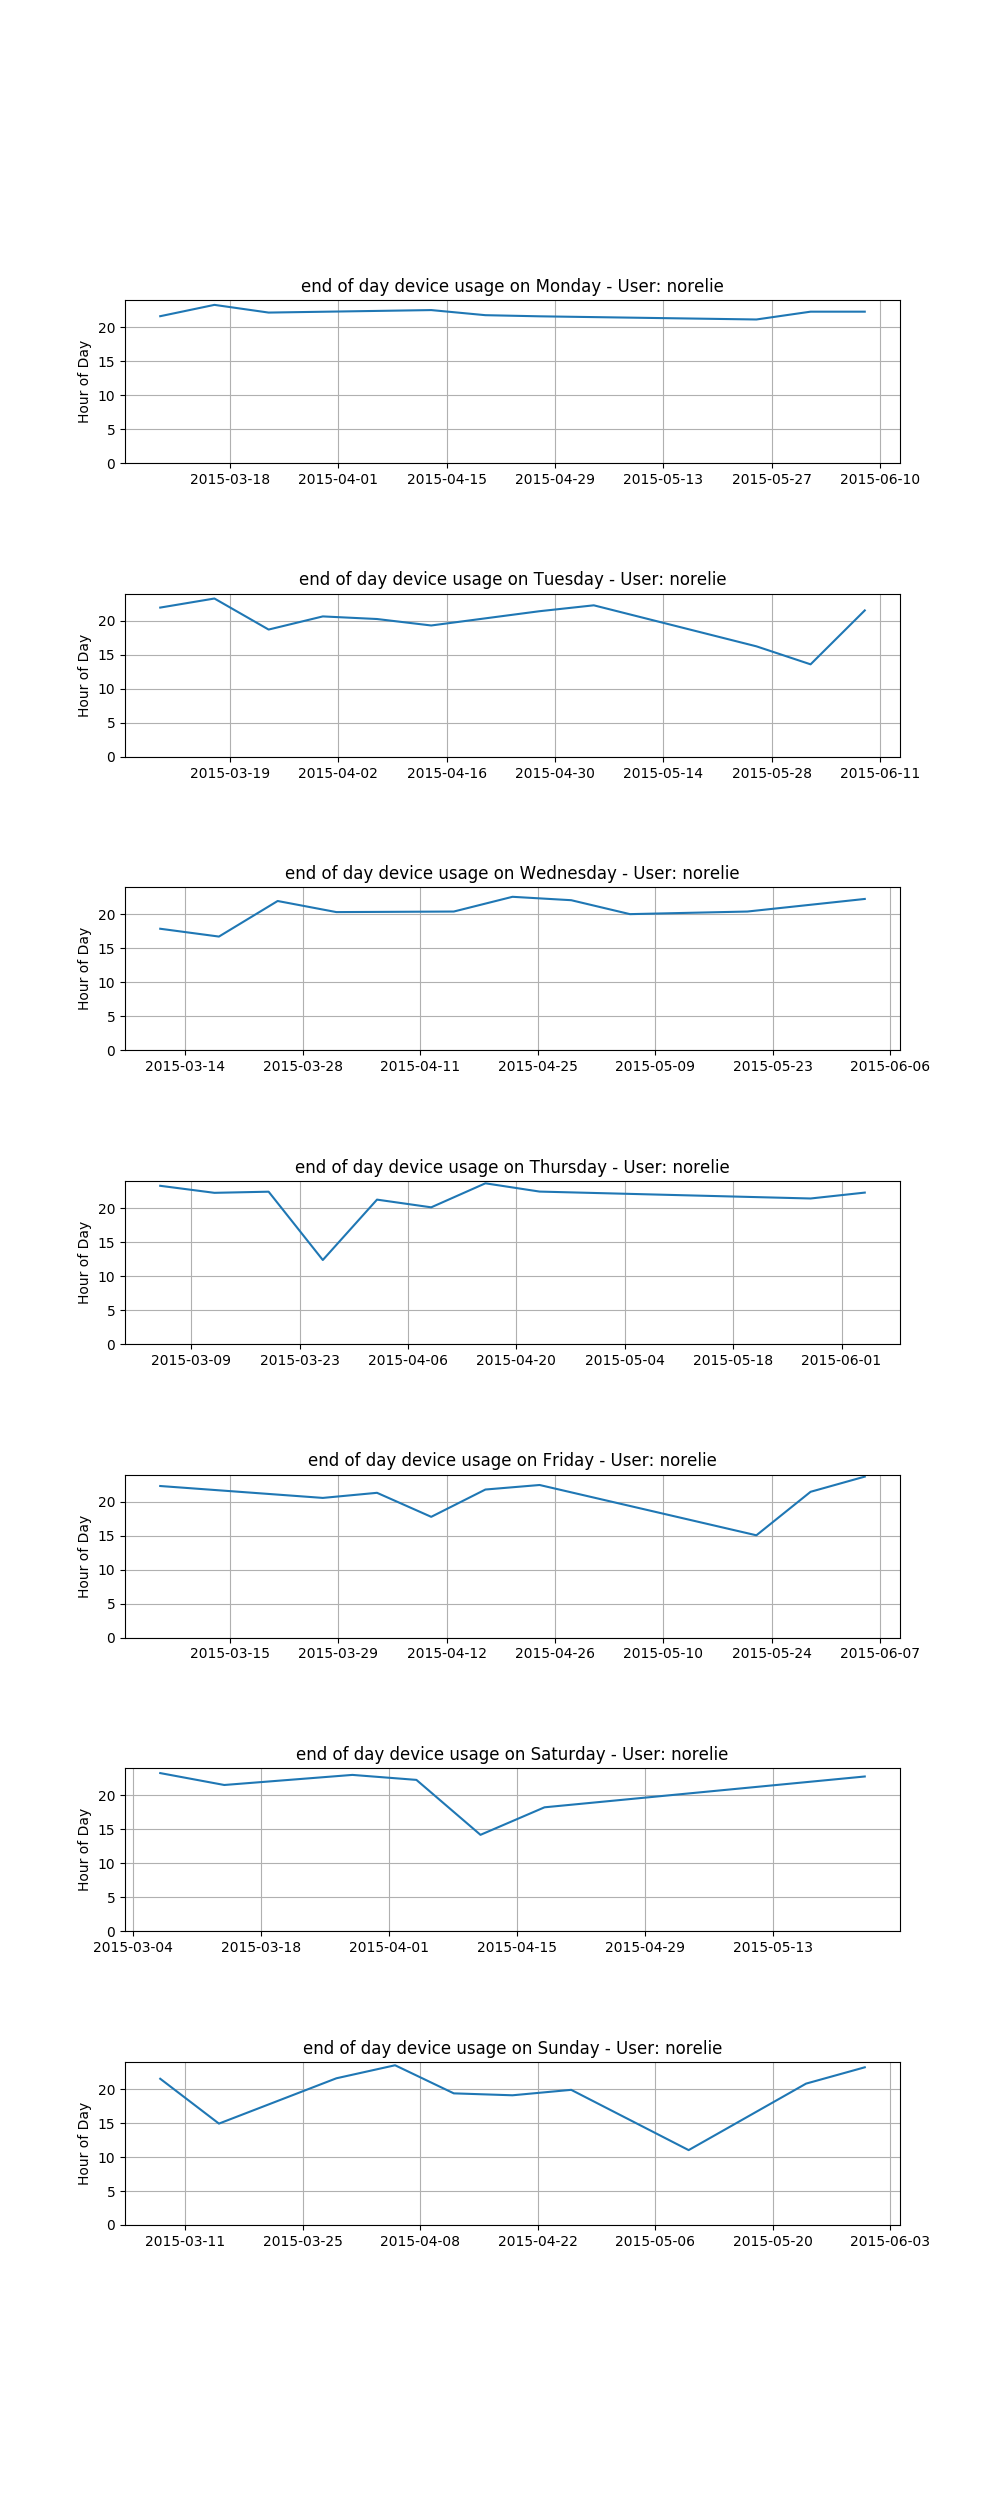 end of day device usage on Monday - User: norelie
Hour of Day
20
15
10
5
0
2015-03-18 2015-04-01 2015-04-15 2015-04-29 2015-05-13 2015-05-27 2015-06-10
end of day device usage on Tuesday - User: norelie
Hour of Day
20
15
10
5
0
2015-03-19 2015-04-02 2015-04-16 2015-04-30 2015-05-14 2015-05-28 2015-06-11
end of day device usage on Wednesday - User: norelie
Hour of Day
20
15
10
5
0
2015-03-14 2015-03-28 2015-04-11 2015-04-25 2015-05-09 2015-05-23 2015-06-06
end of day device usage on Thursday - User: norelie
Hour of Day
20
15
10
5
0
2015-03-09 2015-03-23 2015-04-06 2015-04-20 2015-05-04 2015-05-18 2015-06-01
end of day device usage on Friday - User: norelie
Hour of Day
20
15
10
5
0
2015-03-15 2015-03-29 2015-04-12 2015-04-26 2015-05-10 2015-05-24 2015-06-07
end of day device usage on Saturday - User: norelie
Hour of Day
20
15
10
5
0
2015-03-04 2015-03-18 2015-04-01 2015-04-15 2015-04-29 2015-05-13
end of day device usage on Sunday - User: norelie
Hour of Day
20
15
10
5
0
2015-03-11 2015-03-25 2015-04-08 2015-04-22 2015-05-06 2015-05-20 2015-06-03